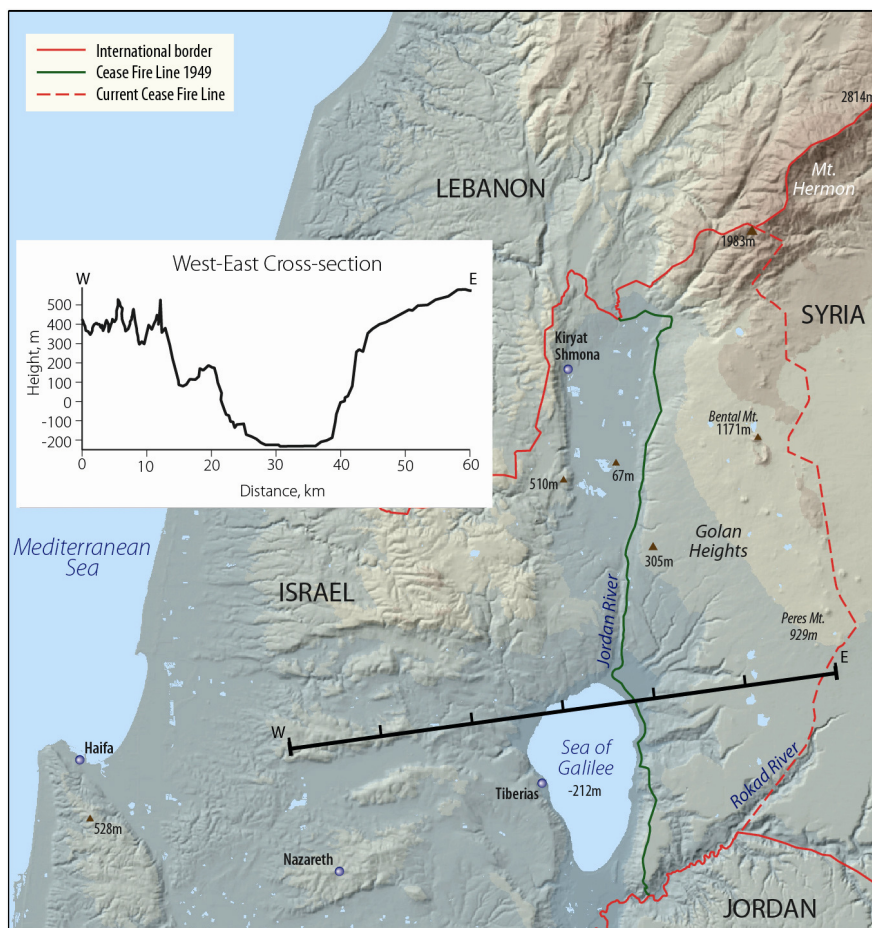 International border
Cease Fire Line 1949
Current Cease Fire Line
2814m
Mt.
Hermon
LEBANON
1983m
West-East Cross-section
W
E
500
400
300
200
100
0
-100
-200
Height, m
0
10
20
30
40
50
60
Distance, km
SYRIA
Kiryat
Shmona
Bental Mt.
1171m
67m
510m
Golan
Heights
305m
Mediterranean
Sea
ISRAEL
Jordan River
Peres Mt.
929m
E
W
Haifa
Sea of
Galilee
-212m
Rokad River
Tiberias
528m
Nazareth
JORDAN